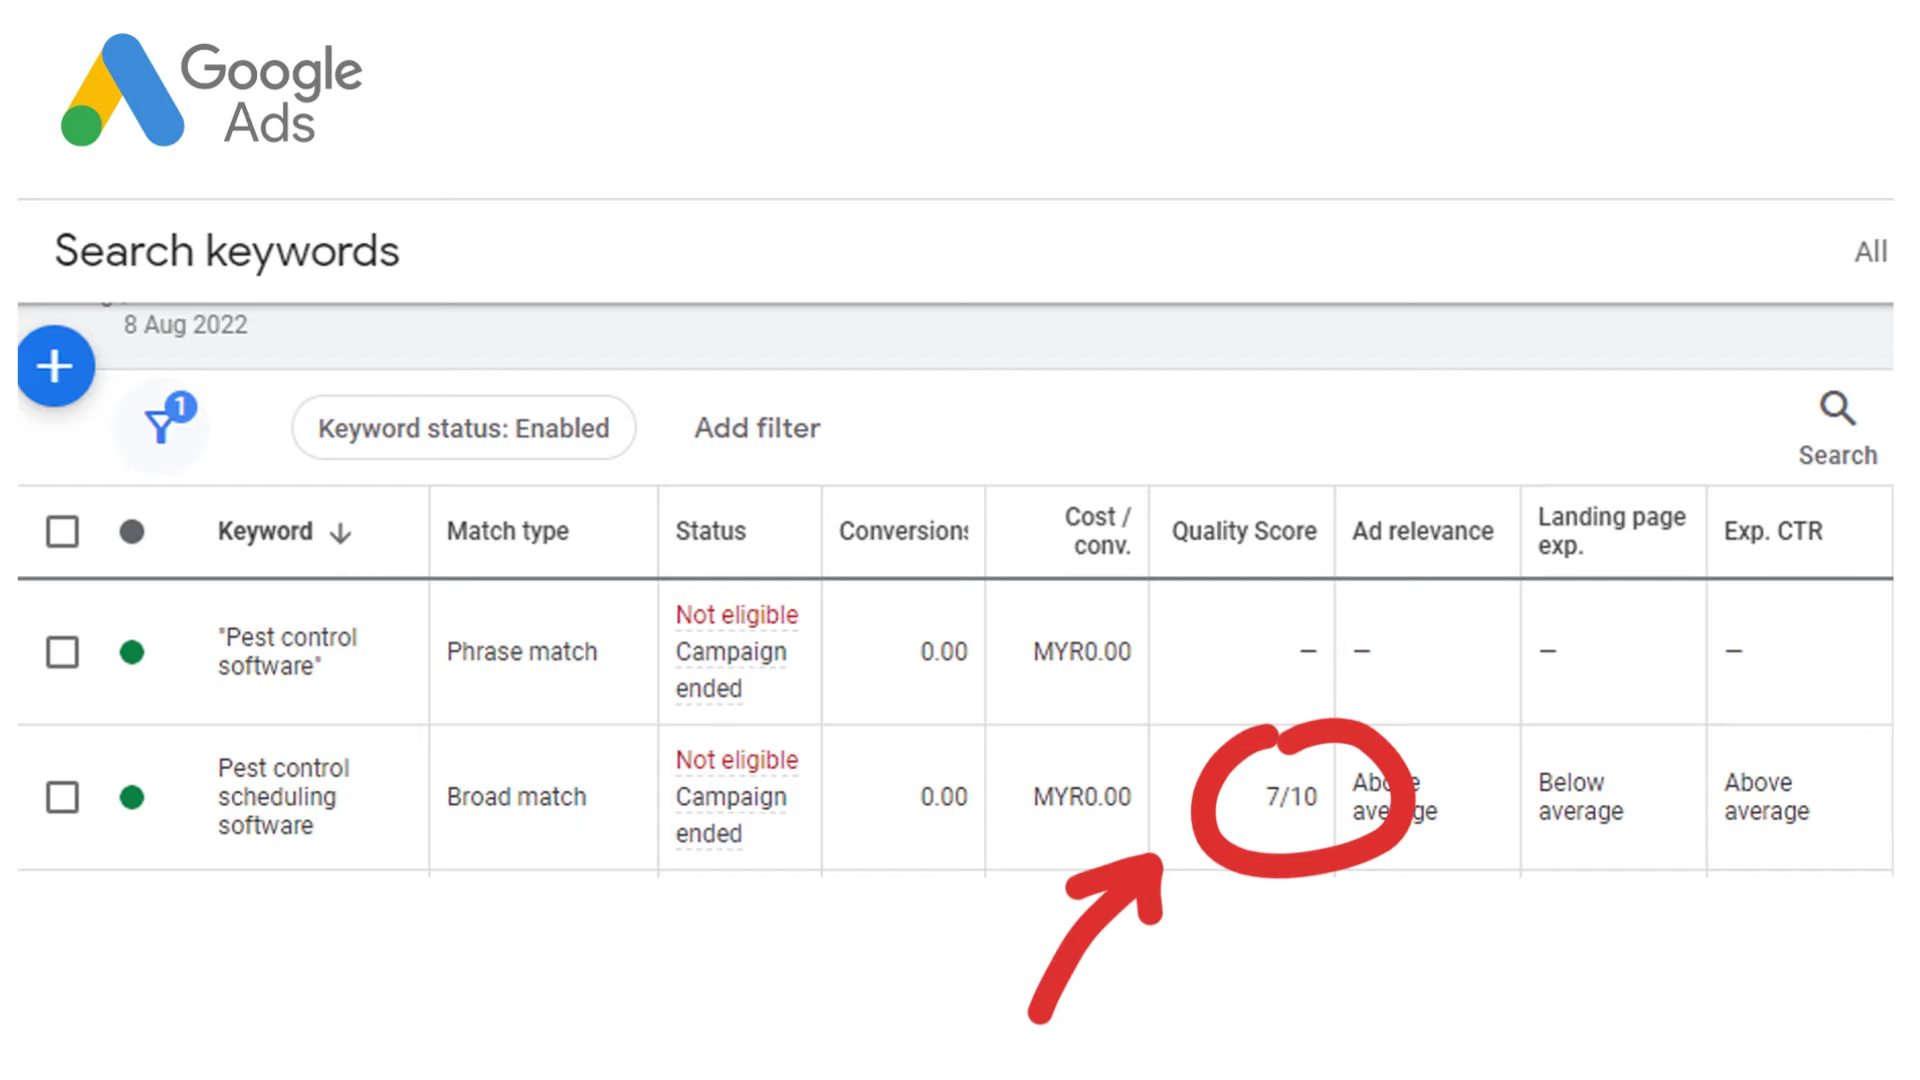 Google
Ads
Search keywords
All
8 Aug 2022
1
Keyword status: Enabled
Add filter
Search
Keyword
Match type
Status
Conversions
Cost /
conv.
Quality Score
Ad relevance
Landing page
exp.
Exp. CTR
"Pest control
software"
Phrase match
Not eligible
Campaign
ended
0.00
MYR0.00
–
–
–
–
Pest control
scheduling
software
Broad match
Not eligible
Campaign
ended
0.00
MYR0.00
7/10
Above
average
Below
average
Above
average